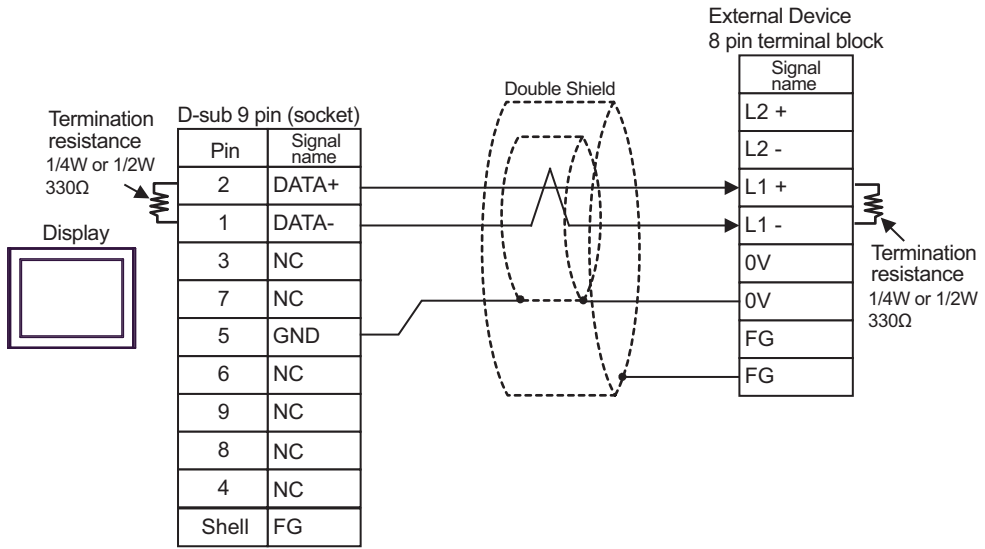 External Device
8 pin terminal block
Signal
name
L2 +
L2 -
L1 +
L1 -
0V
0V
FG
FG
Termination
resistance
1/4W or 1/2W
330Ω
Double Shield
Termination
resistance
1/4W or 1/2W
330Ω
Display
D-sub 9 pin (socket)
Pin Signal
name
2 DATA+
1 DATA-
3 NC
7 NC
5 GND
6 NC
9 NC
8 NC
4 NC
Shell FG